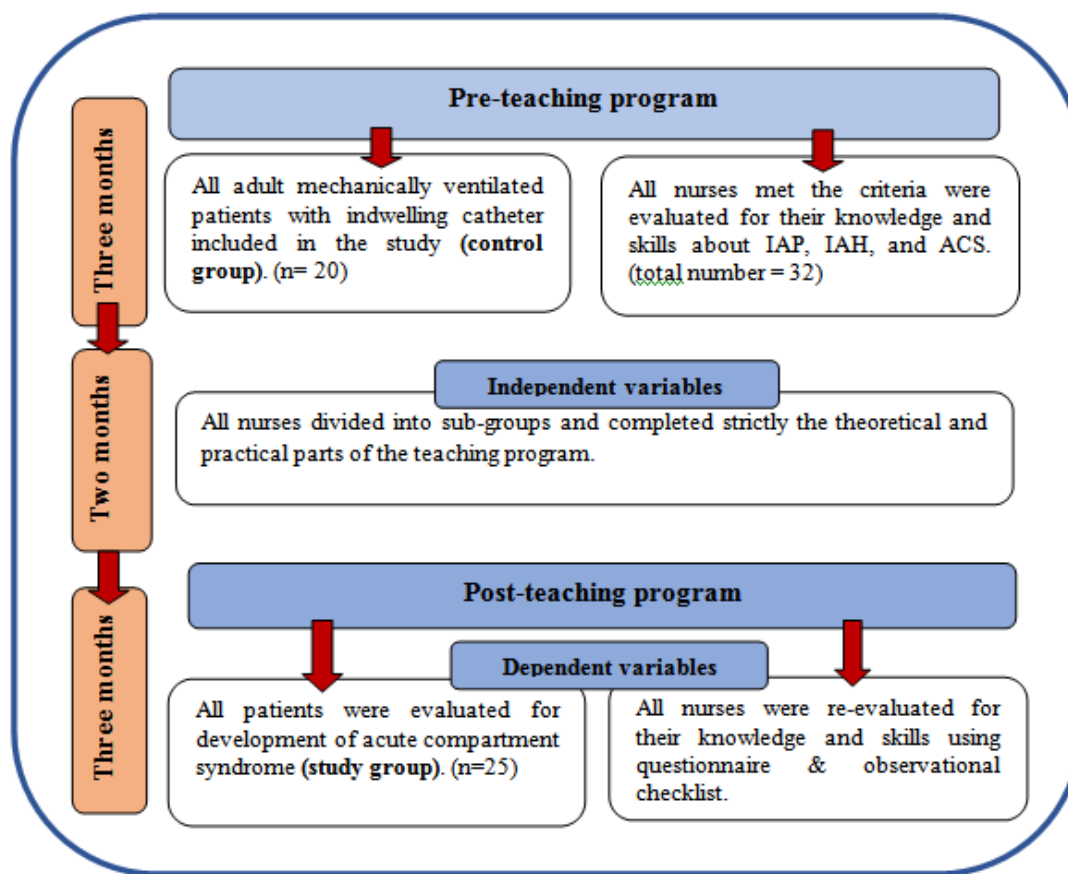 Pre-teaching program
Three months
All adult mechanically ventilated
patients with indwelling catheter
included in the study (control
group). (n= 20)
All nurses met the criteria were
evaluated for their knowledge and
skills about IAP, IAH, and ACS.
(total number = 32)
Two months
Independent variables
All nurses divided into sub-groups and completed strictly the theoretical and
practical parts of the teaching program.
Three months
Post-teaching program
Dependent variables
All patients were evaluated for
development of acute compartment
syndrome (study group). (n=25)
All nurses were re-evaluated for
their knowledge and skills using
questionnaire & observational
checklist.